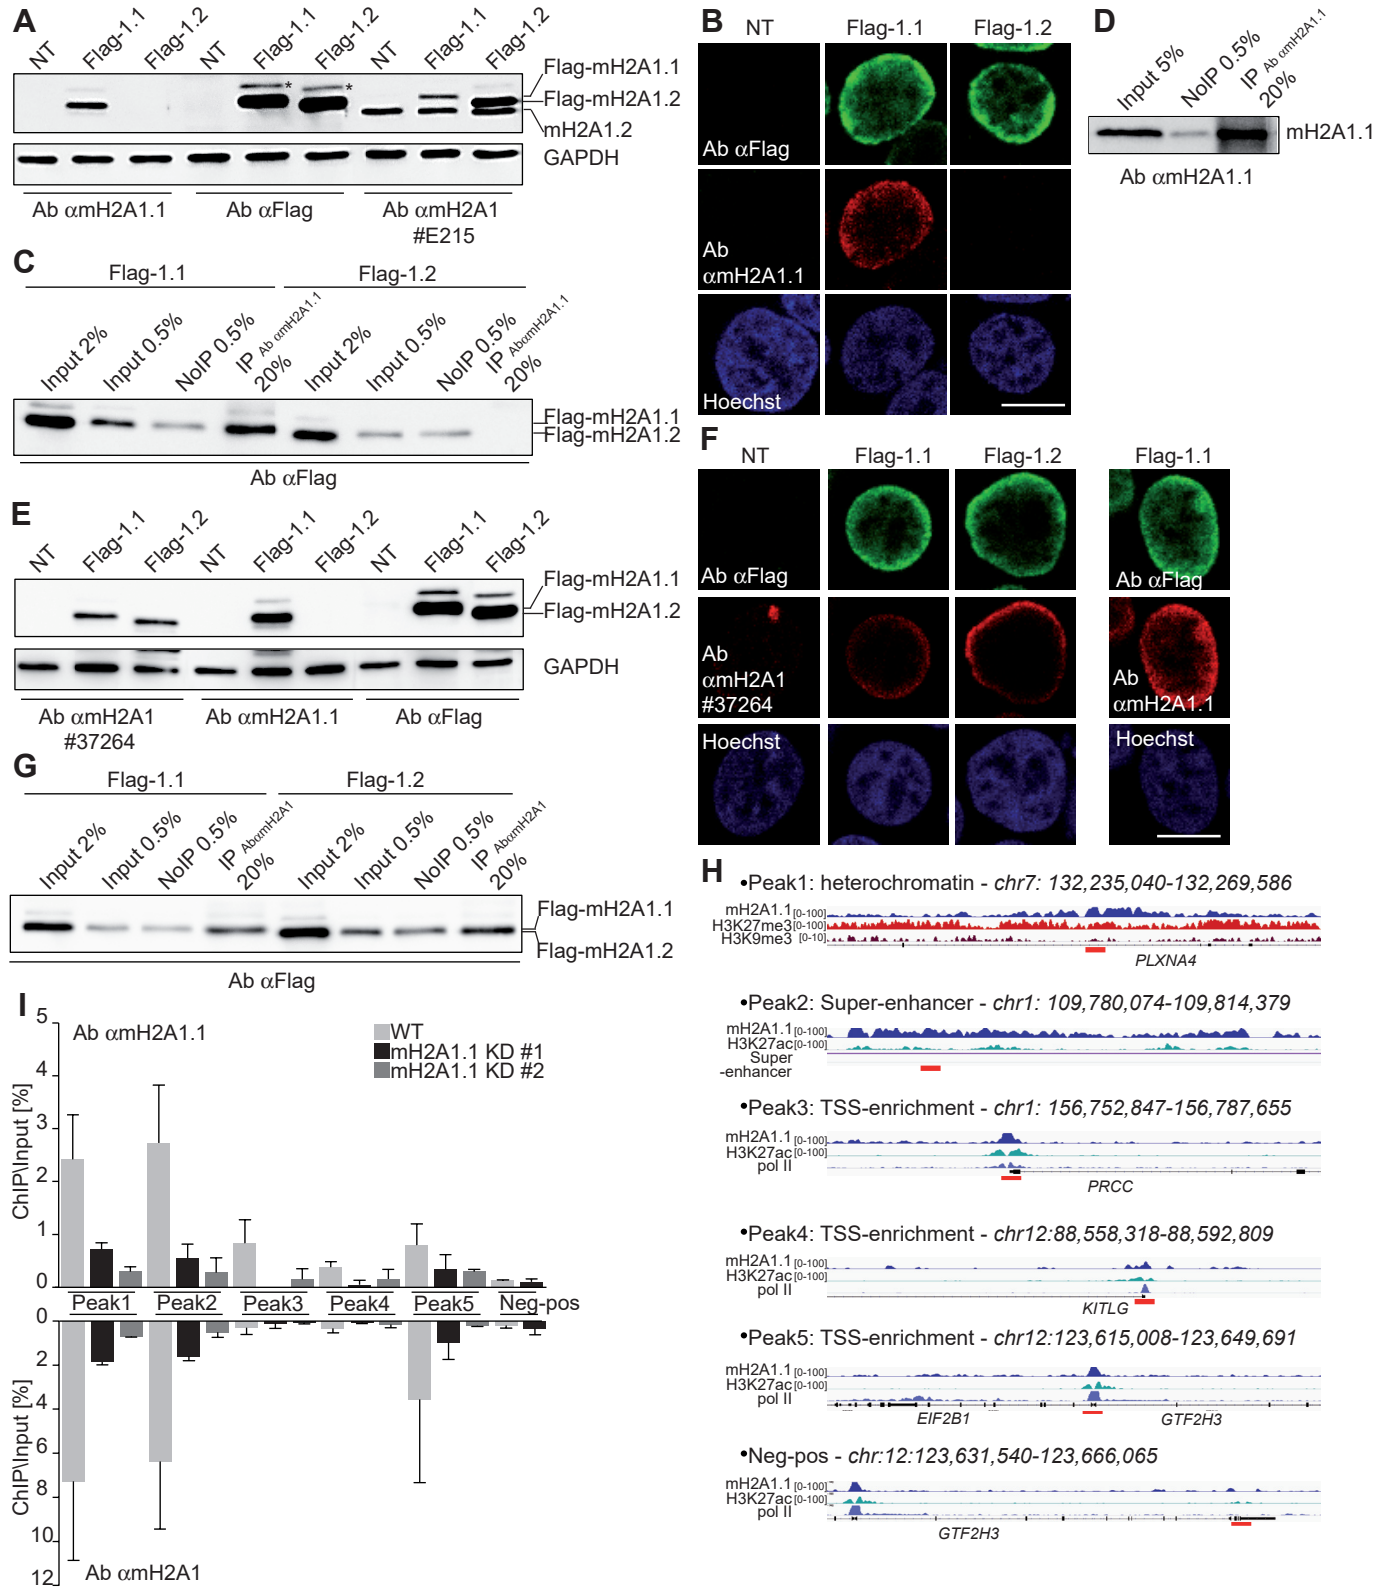 A
NT Flag-1.1 Flag-1.2 NT Flag-1.1 Flag-1.2 NT Flag-1.1 Flag-1.2
* *
Flag-mH2A1.1
Flag-mH2A1.2
mH2A1.2
GAPDH
Ab αmH2A1.1 Ab αFlag Ab αmH2A1
#E215
B
NT Flag-1.1 Flag-1.2
Ab αFlag
Ab
αmH2A1.1
Hoechst
C
Flag-1.1 Flag-1.2
Input 2% Input 0.5% NoIP 0.5% IP Ab αmH2A1.1 20% Input 2% Input 0.5% NoIP 0.5% IP AbαmH2A1.1 20%
Flag-mH2A1.1
Flag-mH2A1.2
Ab αFlag
D
Input 5% NoIP 0.5% IP Ab αmH2A1.1 20%
mH2A1.1
Ab αmH2A1.1
E
NT Flag-1.1 Flag-1.2 NT Flag-1.1 Flag-1.2 NT Flag-1.1 Flag-1.2
Flag-mH2A1.1
Flag-mH2A1.2
GAPDH
Ab αmH2A1 Ab αmH2A1.1 Ab αFlag
#37264
F
NT Flag-1.1 Flag-1.2 Flag-1.1
Ab αFlag Ab αFlag
Ab
αmH2A1
#37264
Ab
αmH2A1.1
Hoechst Hoechst
G
Flag-1.1 Flag-1.2
Input 2% Input 0.5% NoIP 0.5% IP AbαmH2A1 20% Input 2% Input 0.5% NoIP 0.5% IP AbαmH2A1 20%
Flag-mH2A1.1
Flag-mH2A1.2
Ab αFlag
H
•Peak1: heterochromatin - chr7: 132,235,040-132,269,586
mH2A1.1[0-100]
H3K27me3[0-100]
H3K9me3 [0-10]
PLXNA4
•Peak2: Super-enhancer - chr1: 109,780,074-109,814,379
mH2A1.1[0-100]
H3K27ac[0-100]
Super
-enhancer
•Peak3: TSS-enrichment - chr1: 156,752,847-156,787,655
mH2A1.1[0-100]
H3K27ac[0-100]
pol II
PRCC
•Peak4: TSS-enrichment - chr12:88,558,318-88,592,809
mH2A1.1[0-100]
H3K27ac[0-100]
pol II
KITLG
•Peak5: TSS-enrichment - chr12:123,615,008-123,649,691
mH2A1.1[0-100]
H3K27ac[0-100]
pol II
EIF2B1 GTF2H3
•Neg-pos - chr:12:123,631,540-123,666,065
mH2A1.1[0-100]
H3K27ac[0-100]
pol II
GTF2H3
I
Ab αmH2A1.1
WT
mH2A1.1 KD #1
mH2A1.1 KD #2
ChIP\Input [%]
5
4
3
2
1
0
Peak1 Peak2 Peak3 Peak4 Peak5 Neg-pos
0
2
4
6
8
10
12
ChIP\Input [%]
Ab αmH2A1